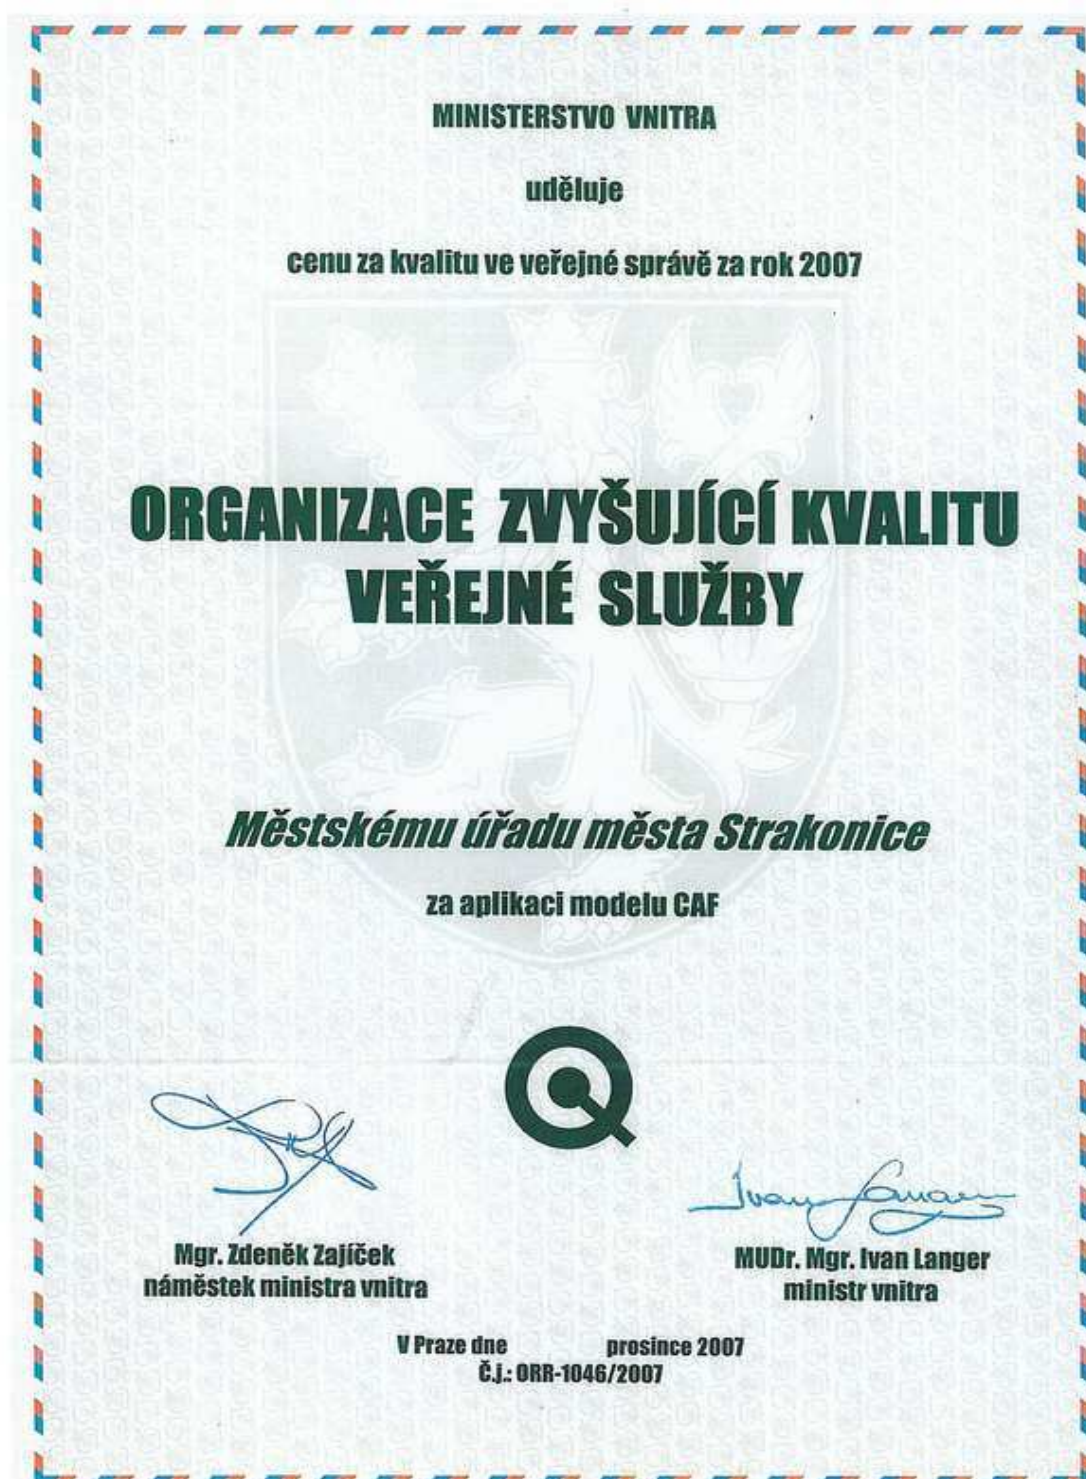 MINISTERSTVO VNITRA
uděluje
cenu za kvalitu ve veřejné správě za rok 2007
ORGANIZACE ZVYŠUJÍCÍ KVALITU
VEŘEJNÉ SLUŽBY
Městskému úřadu města Strakonice
za aplikaci modelu CAF
Ivan Langer
Mgr. Zdeněk Zajíček
náměstek ministra vnitra
MUDr. Mgr. Ivan Langer
ministr vnitra
V Praze dne prosince 2007
Č.j.: ORR-1046/2007